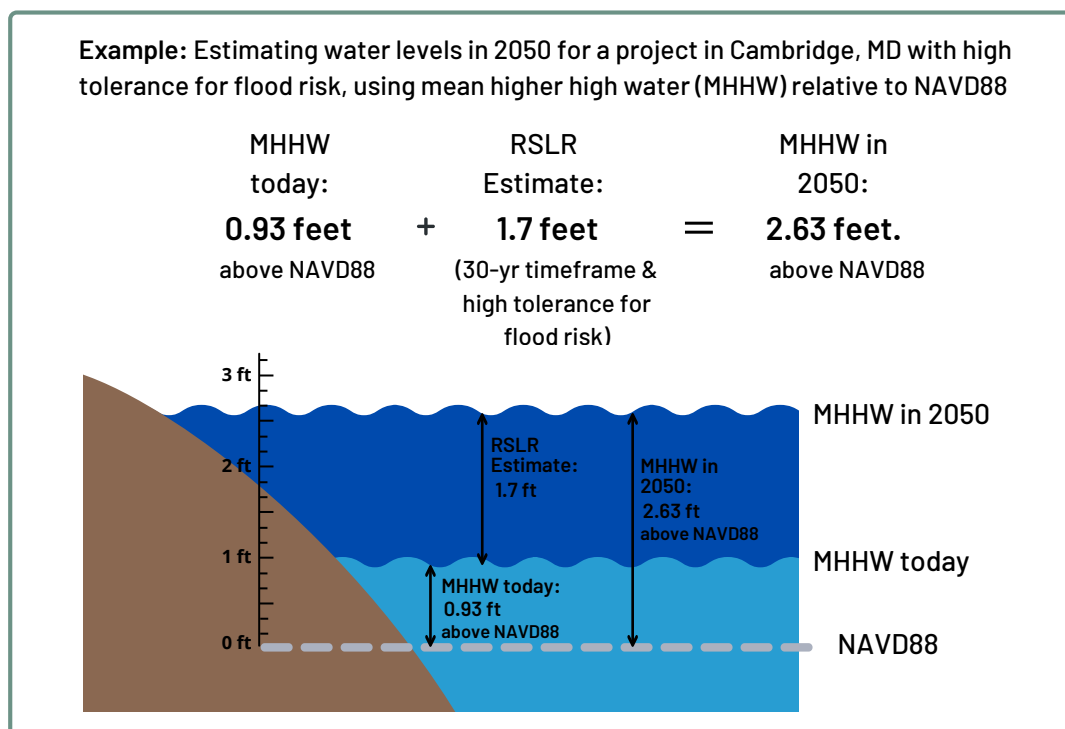 Example: Estimating water levels in 2050 for a project in Cambridge, MD with high
tolerance for flood risk, using mean higher high water (MHHW) relative to NAVD88
MHHW
today:
0.93 feet
above NAVD88
+
RSLR
Estimate:
1.7 feet
(30-yr timeframe &
high tolerance for
flood risk)
=
MHHW in
2050:
2.63 feet.
above NAVD88
3 ft
2 ft
1 ft
0 ft
RSLR
Estimate:
1.7 ft
MHHW in
2050:
2.63 ft
above NAVD88
MHHW today:
0.93 ft
above NAVD88
MHHW in 2050
MHHW today
NAVD88